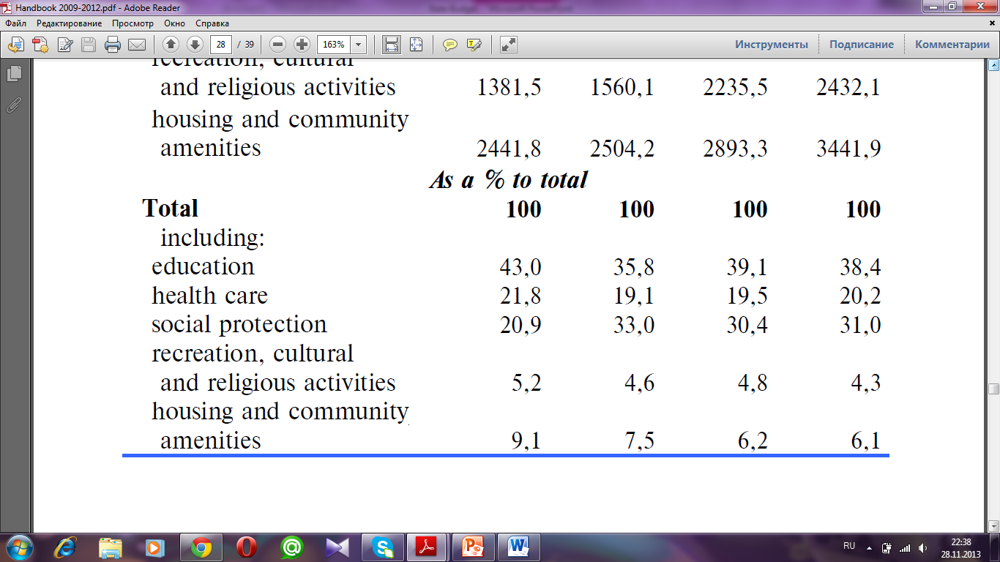 Handbook 2009-2012.pdf - Adobe Reader
Файл Редактирование Просмотр Окно Справка
28 / 39 163% Инструменты Подписание Комментарии
recreation, cultural
and religious activities 1381,5 1560,1 2235,5 2432,1
housing and community
amenities 2441,8 2504,2 2893,3 3441,9
As a % to total
Total 100 100 100 100
including:
education 43,0 35,8 39,1 38,4
health care 21,8 19,1 19,5 20,2
social protection 20,9 33,0 30,4 31,0
recreation, cultural
and religious activities 5,2 4,6 4,8 4,3
housing and community
amenities 9,1 7,5 6,2 6,1
RU 22:38
28.11.2013